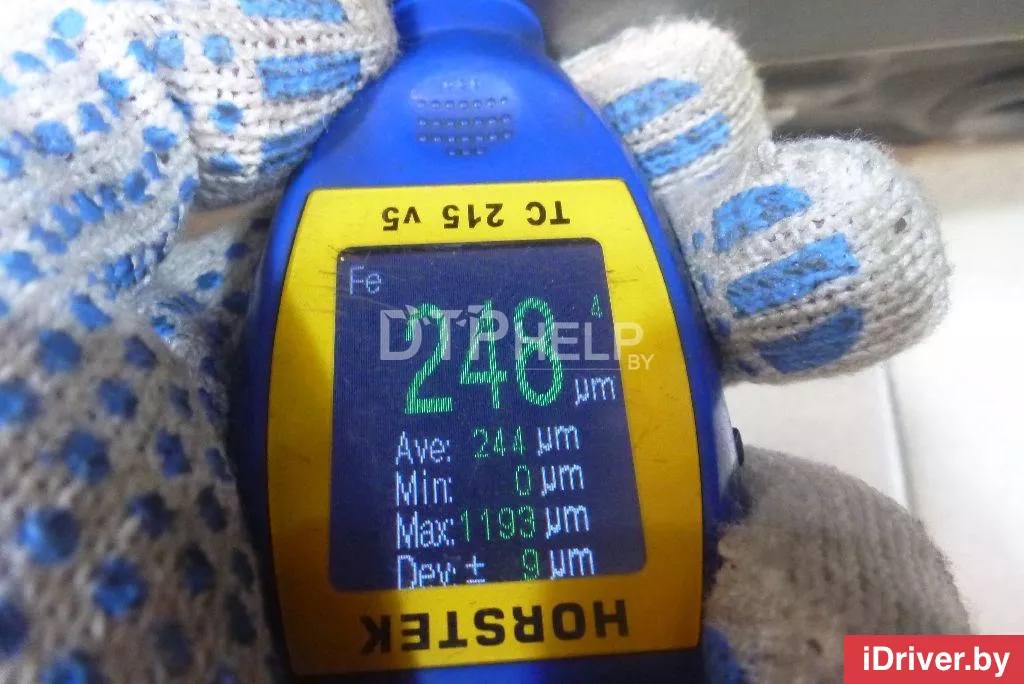 TC 215 v5
Fe
4
248 µm
DTPHELP
BY
Ave: 244 µm
Min: 0 µm
Max: 1193 µm
Dev: ± 9 µm
HORSTEK
iDriver.by